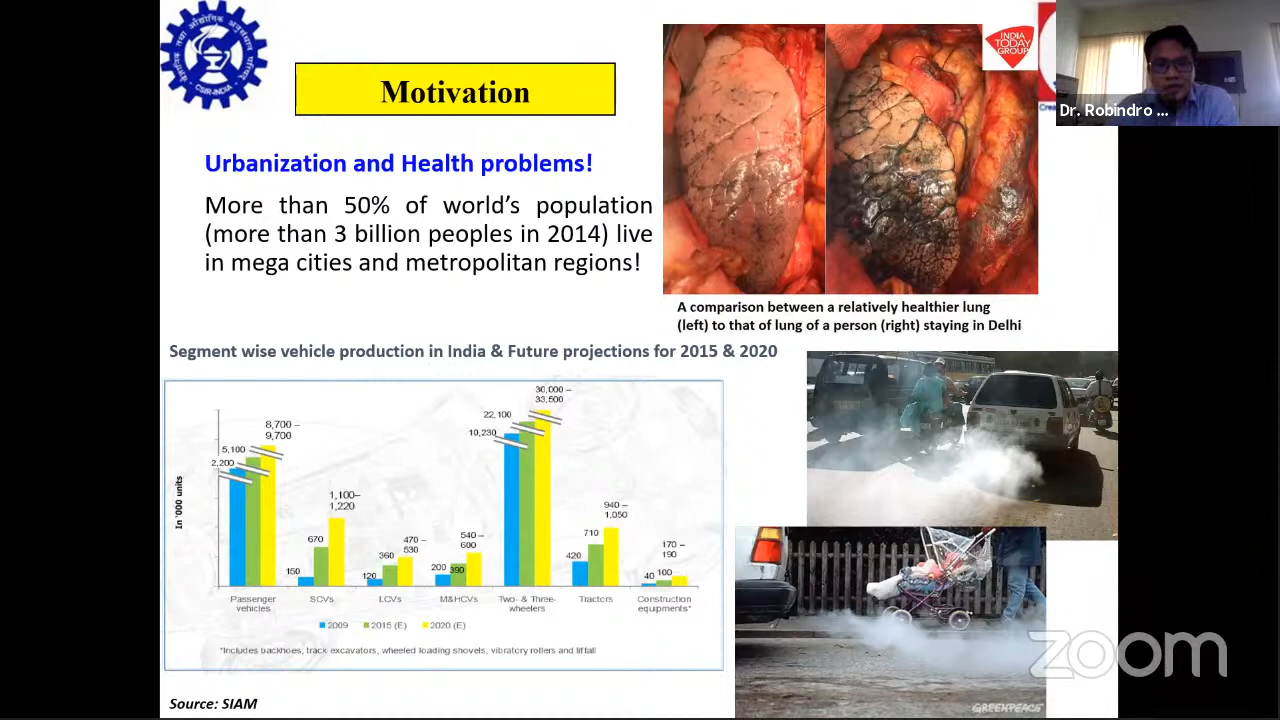 CSIR-INDIA
Motivation
Urbanization and Health problems!
More than 50% of world's population
(more than 3 billion peoples in 2014) live
in mega cities and metropolitan regions!
INDIA
TODAY
GROUP
Dr. Robindro ...
A comparison between a relatively healthier lung
(left) to that of lung of a person (right) staying in Delhi
Segment wise vehicle production in India & Future projections for 2015 & 2020
In '000 units
2,200
5,100
8,700 –
9,700
150
670
1,100–
1,220
120
360
470 –
530
200
390
540 –
600
10,230
22,100
30,000 –
33,500
420
710
940 –
1,050
40
100
170 –
190
Passenger
vehicles
SCVs
LCVs
M&HCVs
Two- & Three-
wheelers
Tractors
Construction
equipments*
2009
2015 (E)
2020 (E)
*Includes backhoes, track excavators, wheeled loading shovels, vibratory rollers and liftall
Source: SIAM
GREENPEACE
zoom